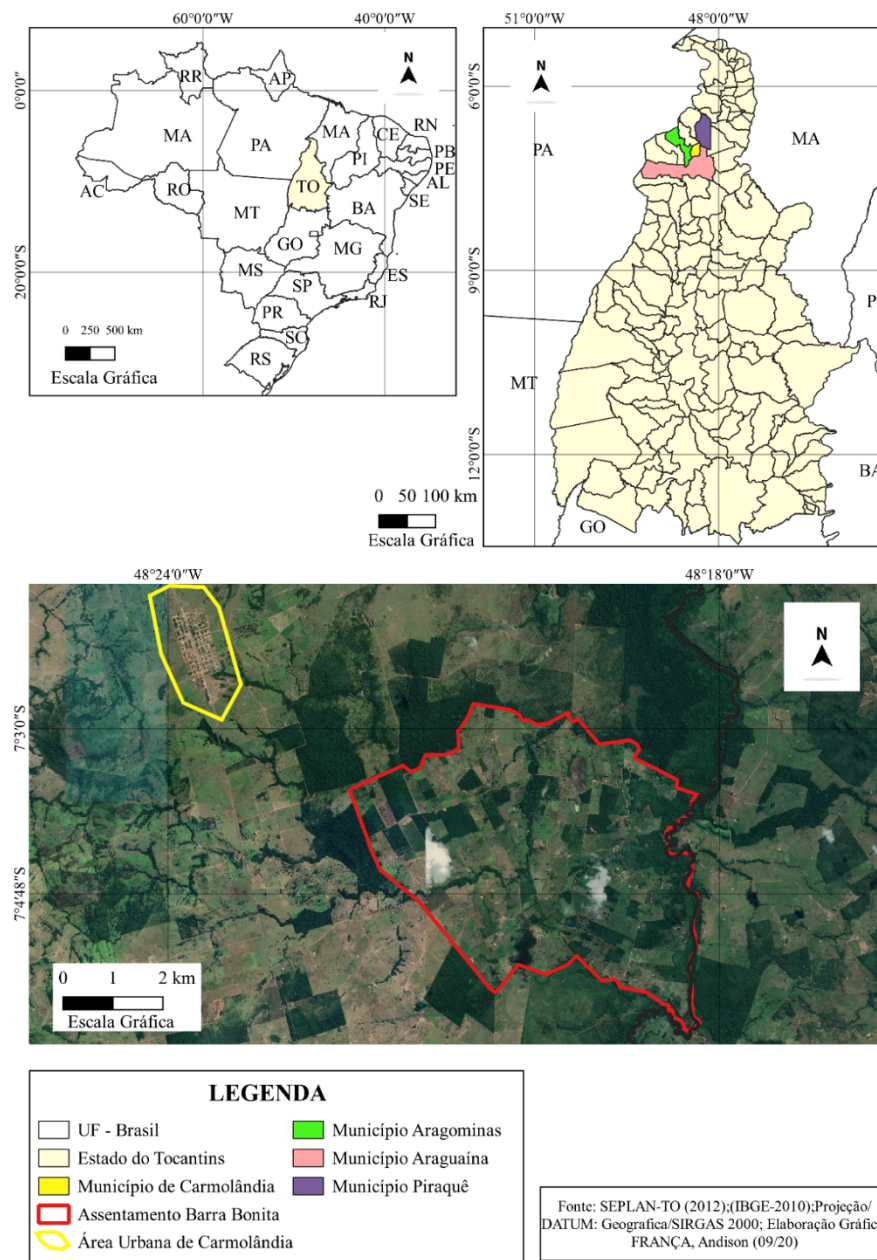 60°0'0"W 40°0'0"W
N
0°0'0"
20°0'0"S
RR
AP
MA
PA
MA
CE
RN
PI
PB
PE
AL
SE
AC
RO
TO
BA
MT
GO
MG
MS
ES
SP
RJ
PR
SC
RS
0 250 500 km
Escala Gráfica
51°0'0"W 48°0'0"W
N
6°0'0"S
9°0'0"S
12°0'0"S
PA
MA
P
MT
BA
GO
0 50 100 km
Escala Gráfica
48°24'0"W 48°18'0"W
N
7°3'0"S
7°4'48"S
0 1 2 km
Escala Gráfica
LEGENDA
UF - Brasil
Estado do Tocantins
Município de Carmolândia
Assentamento Barra Bonita
Área Urbana de Carmolândia
Município Aragominas
Município Araguaína
Município Piraquê
Fonte: SEPLAN-TO (2012);(IBGE-2010);Projeção/
DATUM: Geografica/SIRGAS 2000; Elaboração Gráfic
FRANÇA, Andison (09/20)